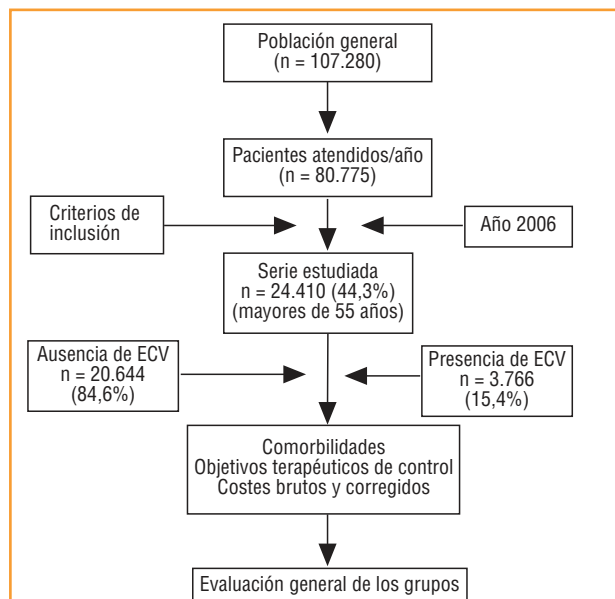 Población general
(n = 107.280)
Pacientes atendidos/año
(n = 80.775)
Criterios de
inclusión
Año 2006
Serie estudiada
n = 24.410 (44,3%)
(mayores de 55 años)
Ausencia de ECV
n = 20.644
(84,6%)
Presencia de ECV
n = 3.766
(15,4%)
Comorbilidades
Objetivos terapéuticos de control
Costes brutos y corregidos
Evaluación general de los grupos